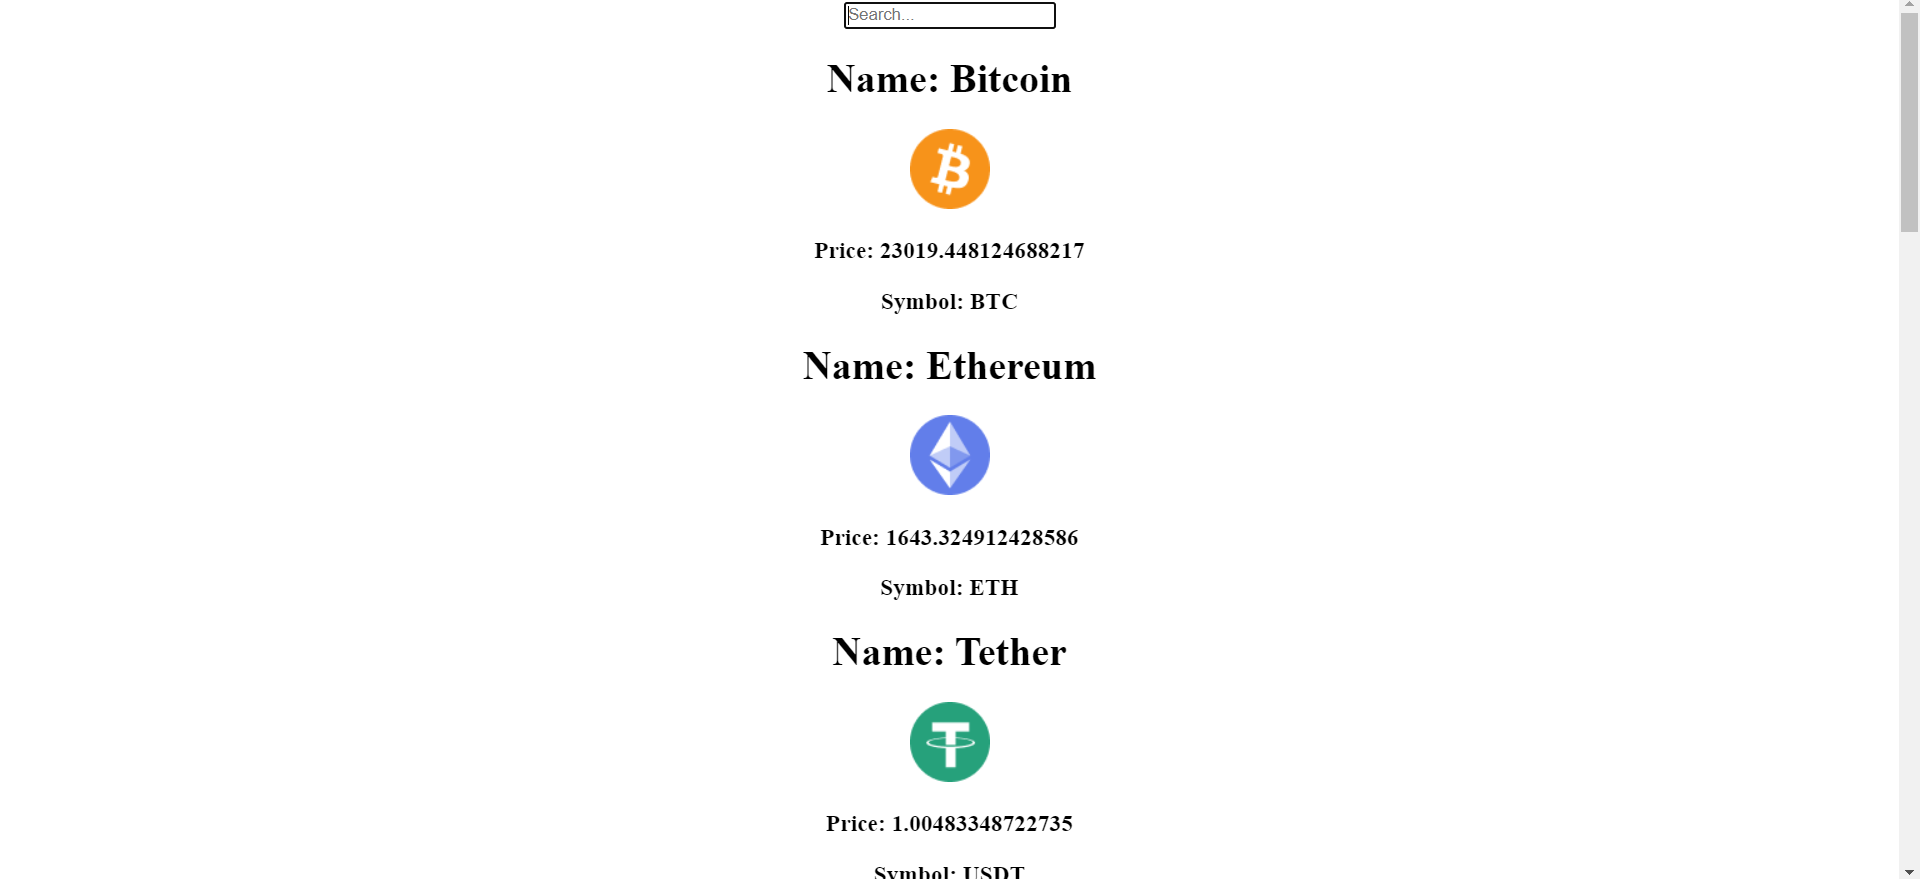 Search...
Name: Bitcoin
Price: 23019.448124688217
Symbol: BTC
Name: Ethereum
Price: 1643.324912428586
Symbol: ETH
Name: Tether
Price: 1.00483348722735
Symbol: USDT